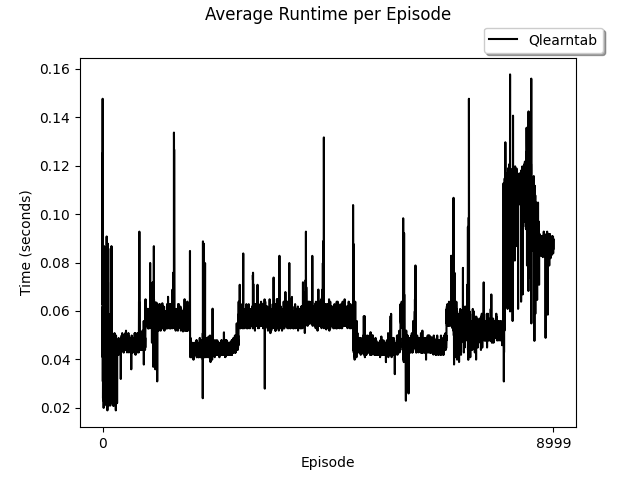 Average Runtime per Episode
Qlearntab
0.16
0.14
0.12
0.10
0.08
0.06
0.04
0.02
Time (seconds)
0
8999
Episode